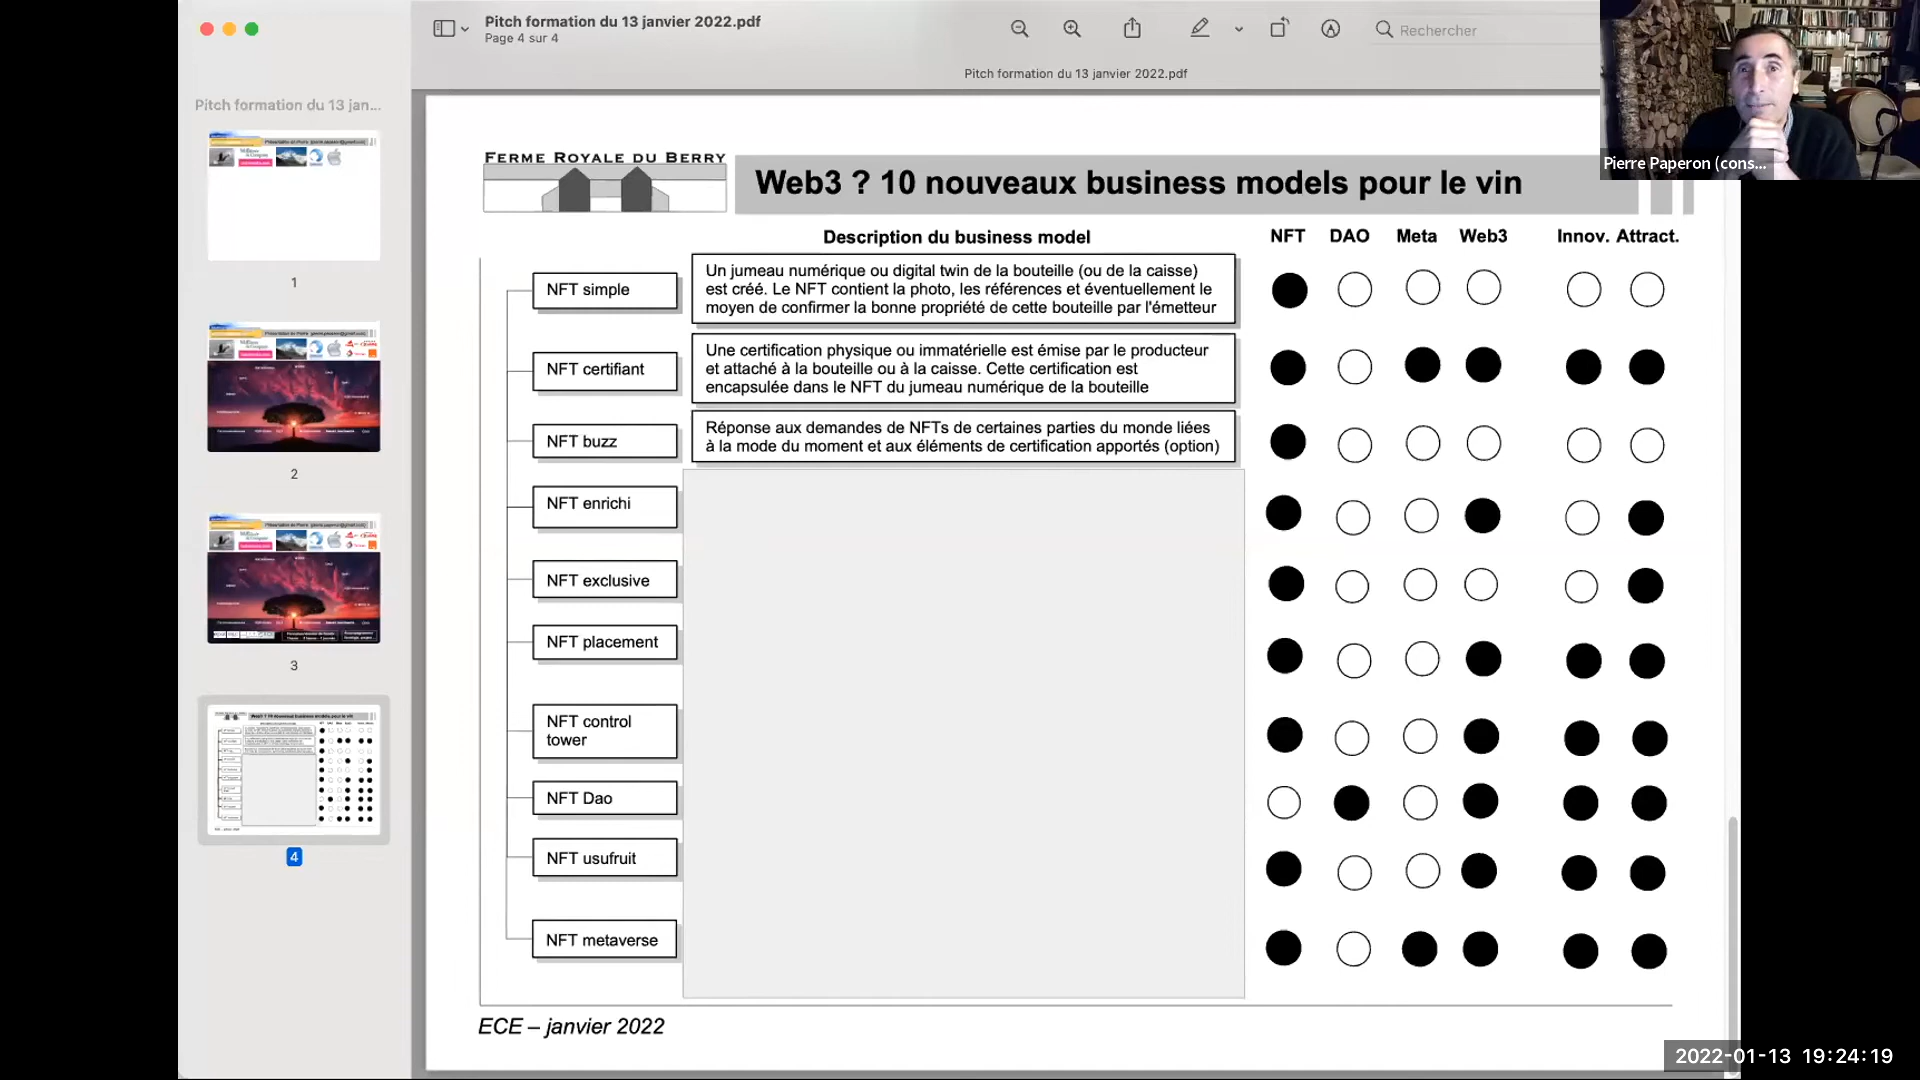 Pitch formation du 13 janvier 2022.pdf
Page 4 sur 4
Rechercher
Pitch formation du 13 janvier 2022.pdf
Pitch formation du 13 jan...
1
2
3
4
Pierre Paperon (cons...
FERME ROYALE DU BERRY
Web3 ? 10 nouveaux business models pour le vin
Description du business model
NFT DAO Meta Web3 Innov. Attract.
NFT simple
Un jumeau numérique ou digital twin de la bouteille (ou de la caisse)
est créé. Le NFT contient la photo, les références et éventuellement le
moyen de confirmer la bonne propriété de cette bouteille par l'émetteur
NFT certifiant
Une certification physique ou immatérielle est émise par le producteur
et attaché à la bouteille ou à la caisse. Cette certification est
encapsulée dans le NFT du jumeau numérique de la bouteille
NFT buzz
Réponse aux demandes de NFTs de certaines parties du monde liées
à la mode du moment et aux éléments de certification apportés (option)
NFT enrichi
NFT exclusive
NFT placement
NFT control
tower
NFT Dao
NFT usufruit
NFT metaverse
ECE – janvier 2022
2022-01-13 19:24:19